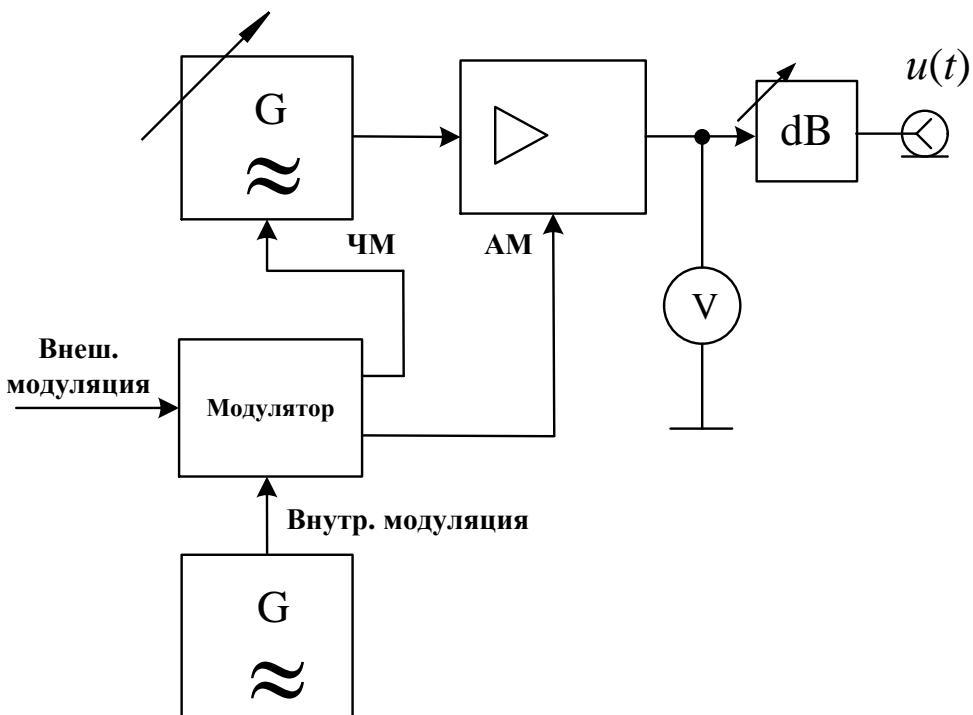 u(t)
G
dB
ЧМ
АМ
V
Внеш.
модуляция
Модулятор
Внутр. модуляция
G